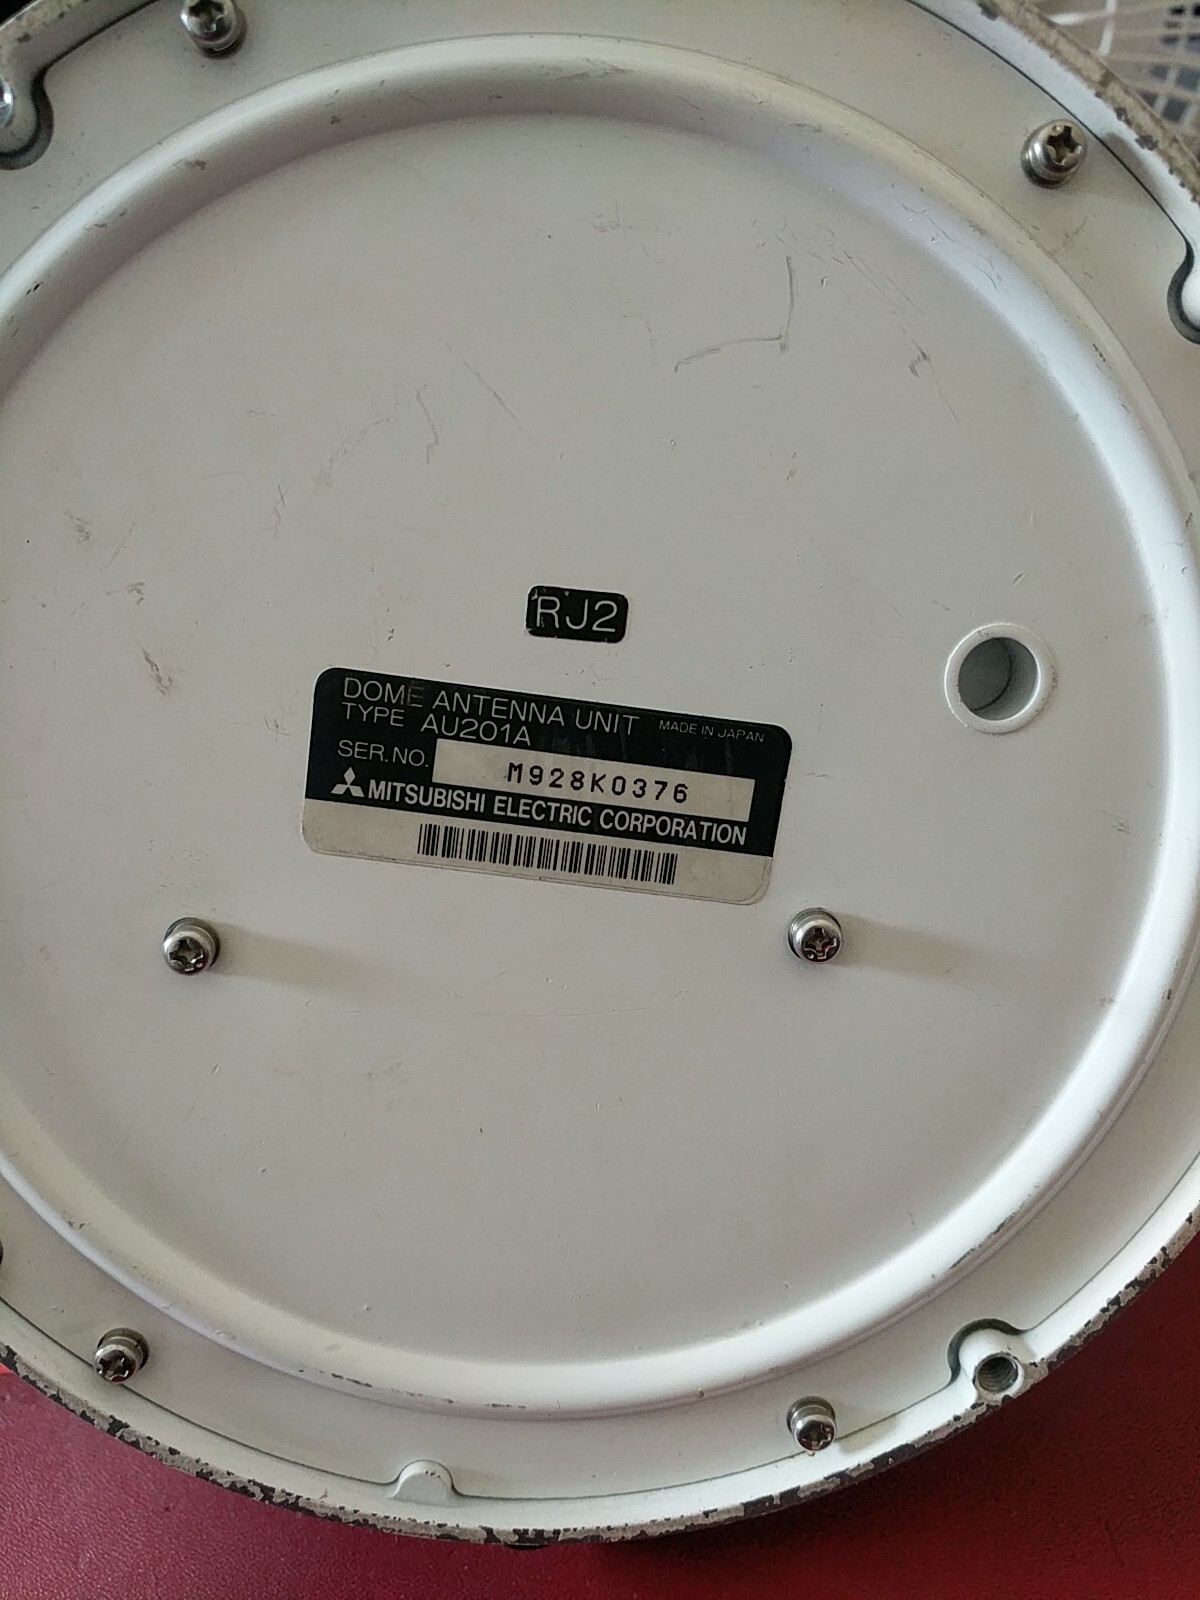 RJ2
DOME ANTENNA UNIT MADE IN JAPAN
TYPE AU201A
SER.NO. M928K0376
MITSUBISHI ELECTRIC CORPORATION